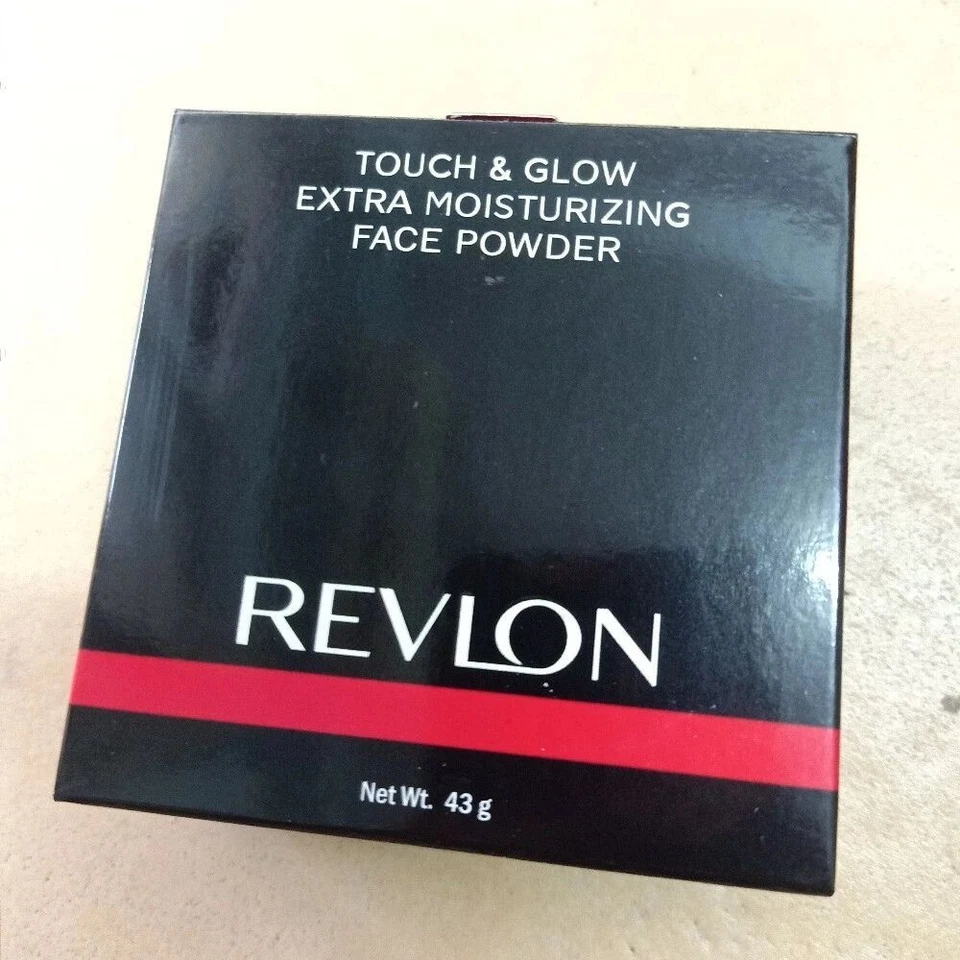 TOUCH & GLOW
EXTRA MOISTURIZING
FACE POWDER
REVLON
Net Wt. 43 g